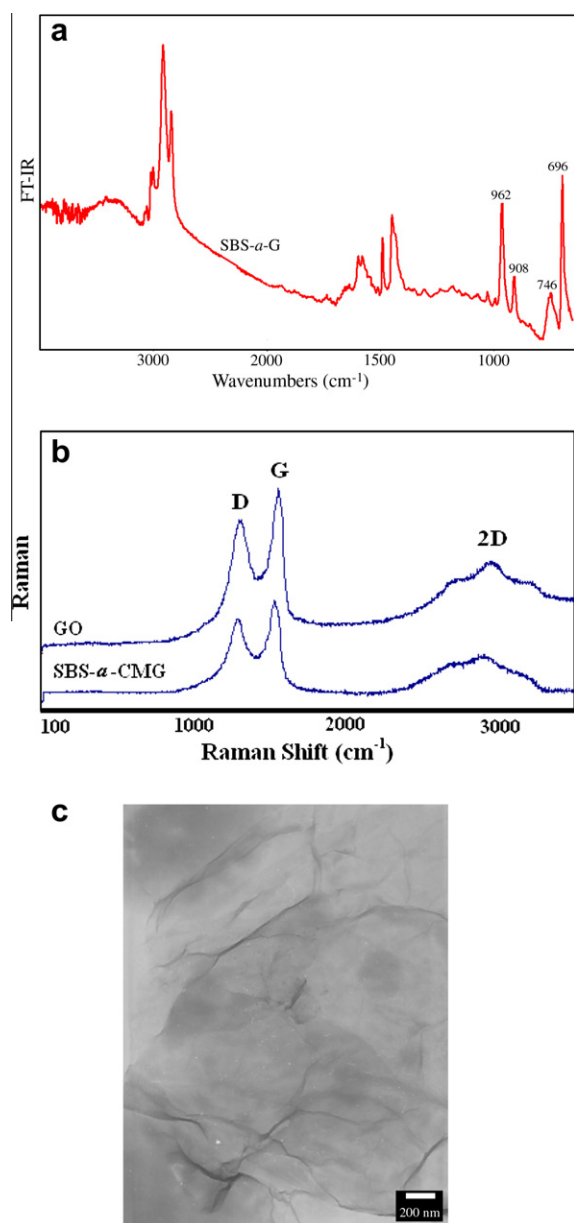 a
FT-IR
SBS-a-G
962
908
746
696
3000 2000 1500 1000
Wavenumbers (cm-1)
b
Raman
D
G
2D
GO
SBS-a-CMG
100 1000 2000 3000
Raman Shift (cm-1)
c
200 nm